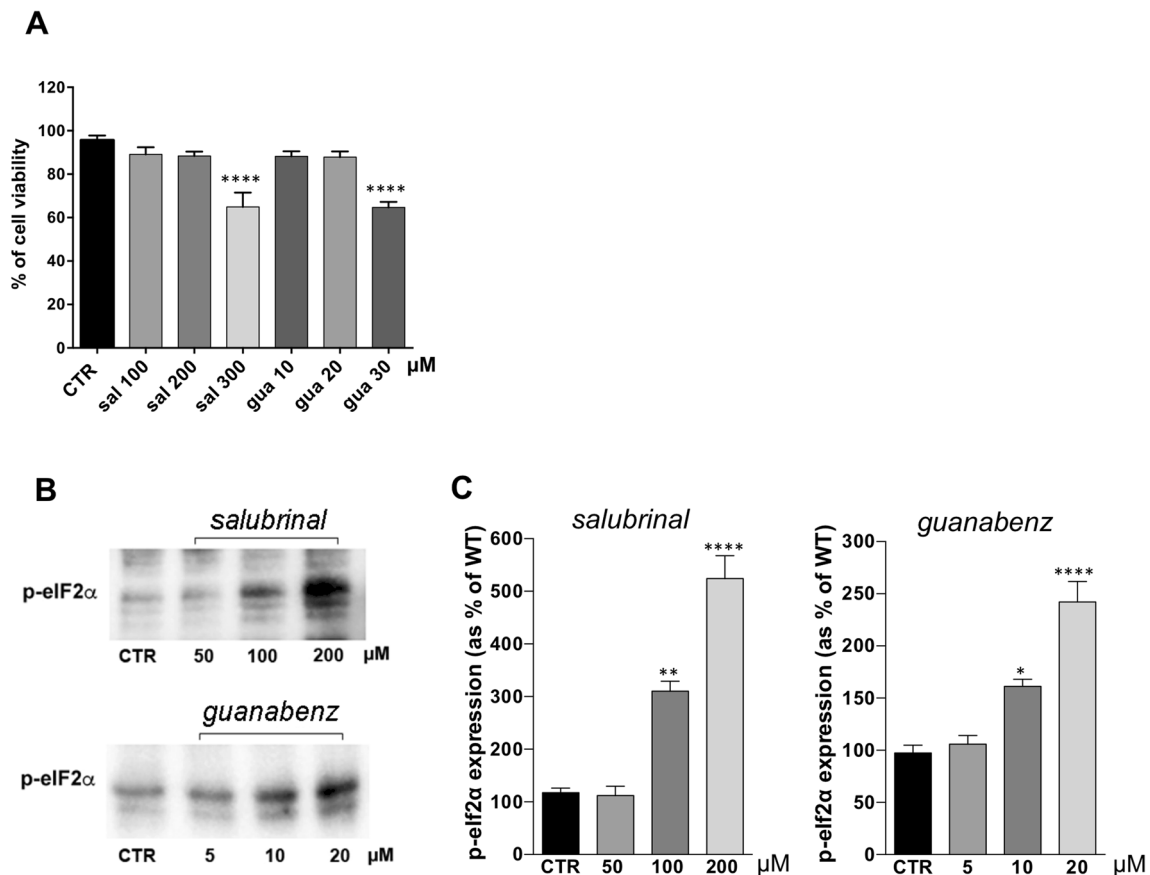 A
120
100
80
60
40
20
0
% of cell viability
**** ****
CTR sal 100 sal 200 sal 300 gua 10 gua 20 gua 30 µM
B
salubrinal
p-eIF2α
CTR 50 100 200 µM
guanabenz
p-eIF2α
CTR 5 10 20 µM
C
salubrinal
p-eIf2α expression (as % of WT)
600
500
400
300
200
100
0
** ****
CTR 50 100 200 µM
guanabenz
p-eIf2α expression (as % of WT)
300
250
200
150
100
50
0
* ****
CTR 5 10 20 µM